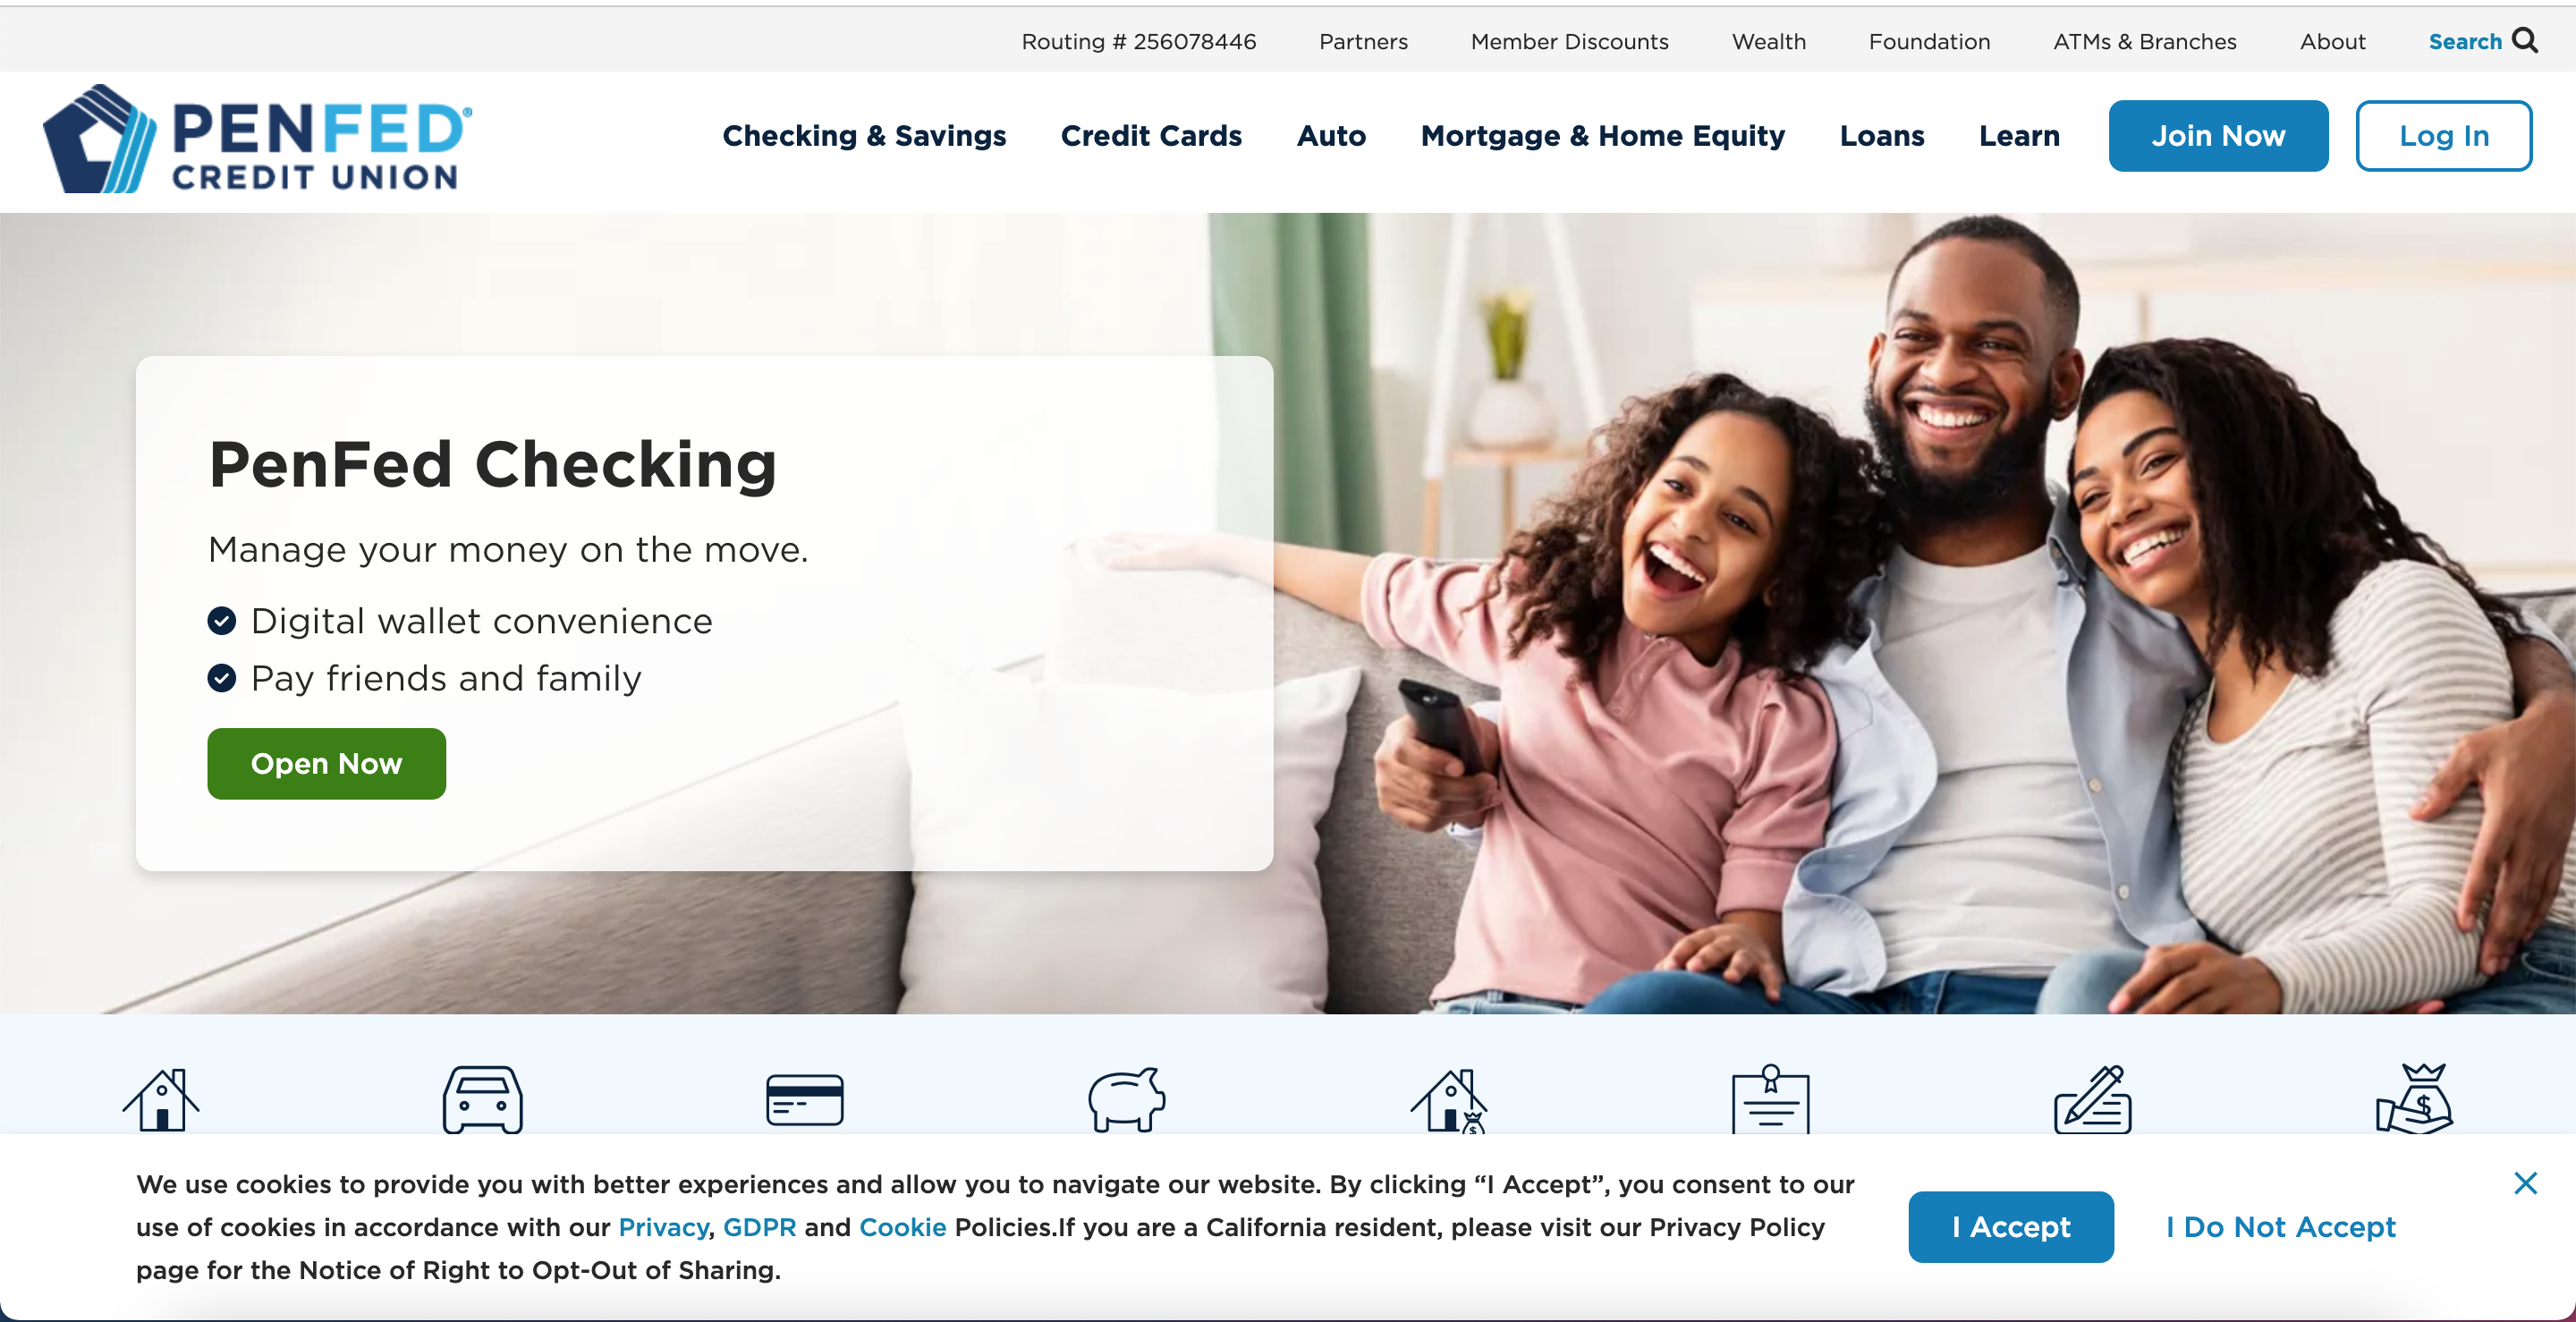 Routing # 256078446 Partners Member Discounts Wealth Foundation ATMs & Branches About Search
PENFED®
CREDIT UNION
Checking & Savings Credit Cards Auto Mortgage & Home Equity Loans Learn Join Now Log In
PenFed Checking
Manage your money on the move.
Digital wallet convenience
Pay friends and family
Open Now
$
$
We use cookies to provide you with better experiences and allow you to navigate our website. By clicking “I Accept”, you consent to our
use of cookies in accordance with our Privacy, GDPR and Cookie Policies.If you are a California resident, please visit our Privacy Policy
page for the Notice of Right to Opt-Out of Sharing.
I Accept I Do Not Accept